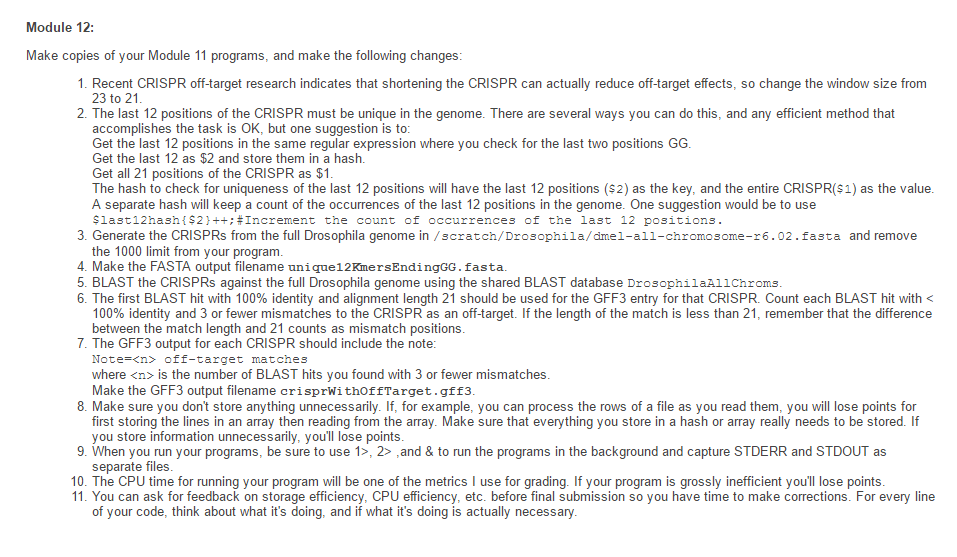 Module 12:
Make copies of your Module 11 programs, and make the following changes:
1. Recent CRISPR off-target research indicates that shortening the CRISPR can actually reduce off-target effects, so change the window size from
23 to 21.
2. The last 12 positions of the CRISPR must be unique in the genome. There are several ways you can do this, and any efficient method that
accomplishes the task is OK, but one suggestion is to:
Get the last 12 positions in the same regular expression where you check for the last two positions GG.
Get the last 12 as $2 and store them in a hash.
Get all 21 positions of the CRISPR as $1.
The hash to check for uniqueness of the last 12 positions will have the last 12 positions ($2) as the key, and the entire CRISPR($1) as the value.
A separate hash will keep a count of the occurrences of the last 12 positions in the genome. One suggestion would be to use
$last12hash{$2}++;#Increment the count of occurrences of the last 12 positions.
3. Generate the CRISPRs from the full Drosophila genome in /scratch/Drosophila/dmel-all-chromosome-r6.02.fasta and remove
the 1000 limit from your program.
4. Make the FASTA output filename unique12KmersEndingGG.fasta.
5. BLAST the CRISPRs against the full Drosophila genome using the shared BLAST database DrosophilaAllChroms.
6. The first BLAST hit with 100% identity and alignment length 21 should be used for the GFF3 entry for that CRISPR. Count each BLAST hit with <
100% identity and 3 or fewer mismatches to the CRISPR as an off-target. If the length of the match is less than 21, remember that the difference
between the match length and 21 counts as mismatch positions.
7. The GFF3 output for each CRISPR should include the note:
Note=<n> off-target matches
where <n> is the number of BLAST hits you found with 3 or fewer mismatches.
Make the GFF3 output filename crisprWithOffTarget.gff3.
8. Make sure you don't store anything unnecessarily. If, for example, you can process the rows of a file as you read them, you will lose points for
first storing the lines in an array then reading from the array. Make sure that everything you store in a hash or array really needs to be stored. If
you store information unnecessarily, you'll lose points.
9. When you run your programs, be sure to use 1>, 2> ,and & to run the programs in the background and capture STDERR and STDOUT as
separate files.
10. The CPU time for running your program will be one of the metrics I use for grading. If your program is grossly inefficient you'll lose points.
11. You can ask for feedback on storage efficiency, CPU efficiency, etc. before final submission so you have time to make corrections. For every line
of your code, think about what it's doing, and if what it's doing is actually necessary.